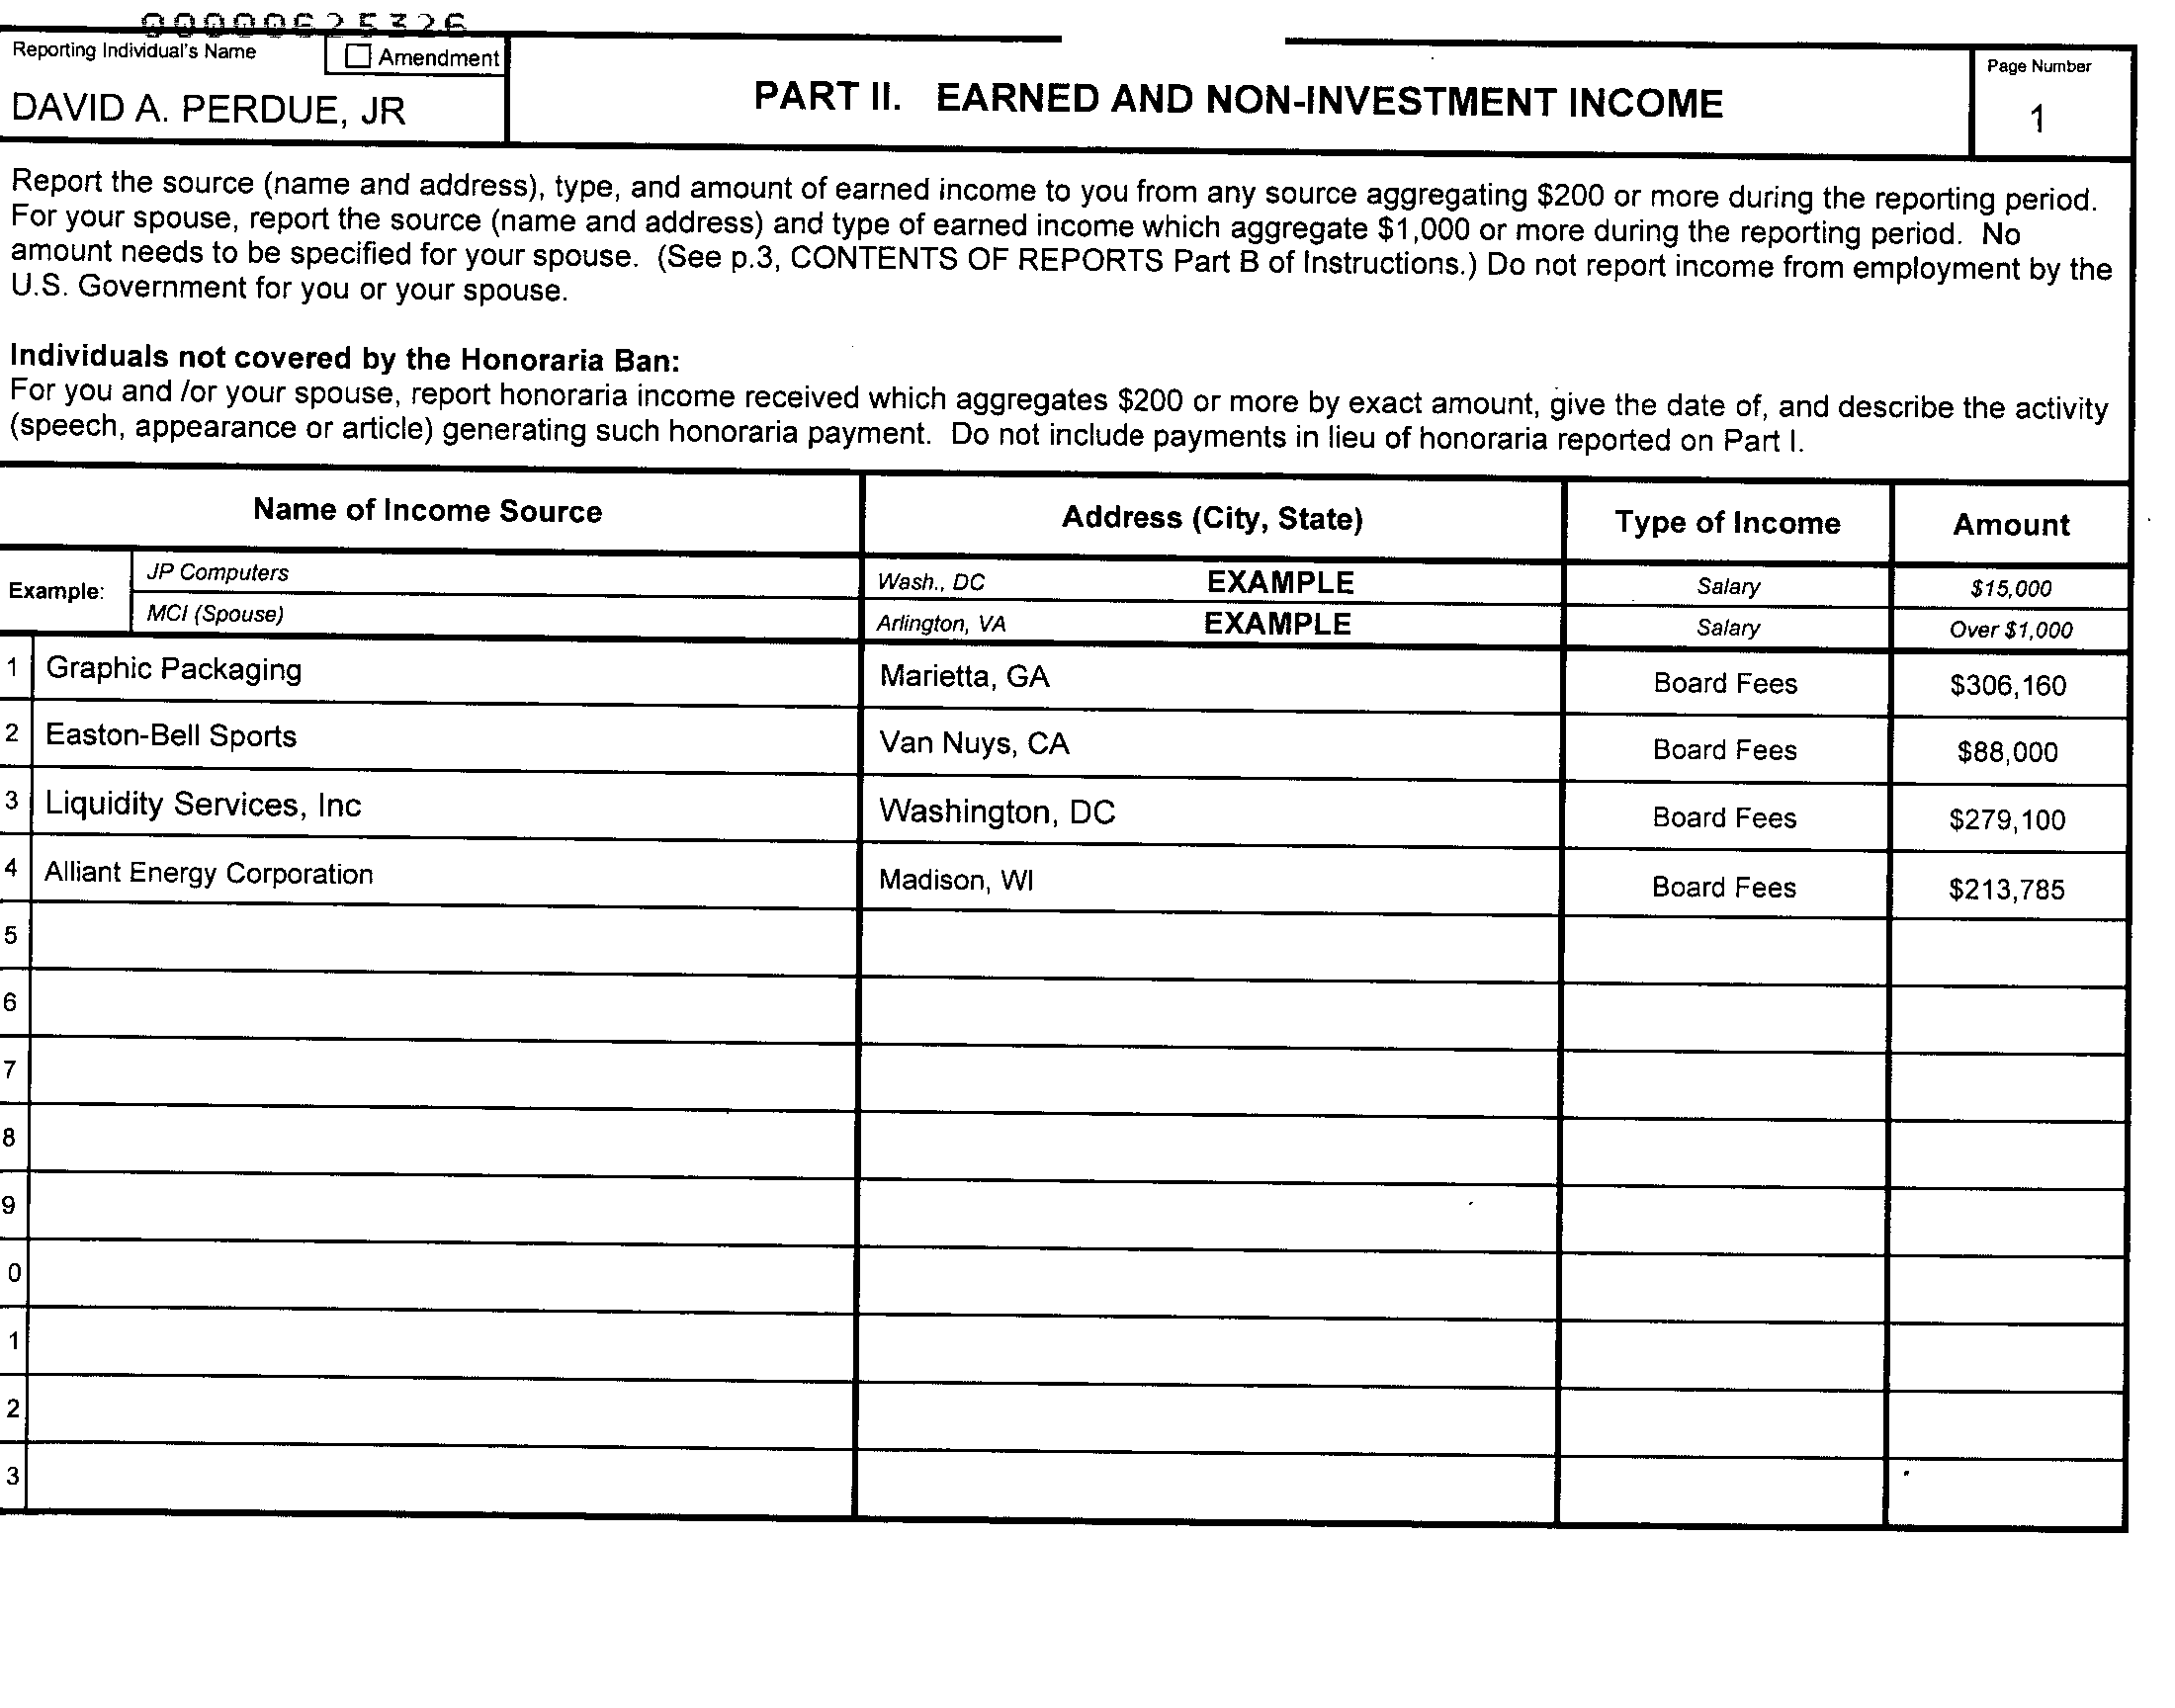 00000625326
Reporting Individual's Name
Amendment
DAVID A. PERDUE, JR
PART II. EARNED AND NON-INVESTMENT INCOME
Page Number
1
Report the source (name and address), type, and amount of earned income to you from any source aggregating $200 or more during the reporting period.
For your spouse, report the source (name and address) and type of earned income which aggregate $1,000 or more during the reporting period. No
amount needs to be specified for your spouse. (See p.3, CONTENTS OF REPORTS Part B of Instructions.) Do not report income from employment by the
U.S. Government for you or your spouse.
Individuals not covered by the Honoraria Ban:
For you and /or your spouse, report honoraria income received which aggregates $200 or more by exact amount, give the date of, and describe the activity
(speech, appearance or article) generating such honoraria payment. Do not include payments in lieu of honoraria reported on Part I.
Name of Income Source Address (City, State) Type of Income Amount
Example:
JP Computers Wash., DC EXAMPLE Salary $15,000
MCI (Spouse) Arlington, VA EXAMPLE Salary Over $1,000
1 Graphic Packaging Marietta, GA Board Fees $306,160
2 Easton-Bell Sports Van Nuys, CA Board Fees $88,000
3 Liquidity Services, Inc Washington, DC Board Fees $279,100
4 Alliant Energy Corporation Madison, WI Board Fees $213,785
5
6
7
8
9
0
1
2
3